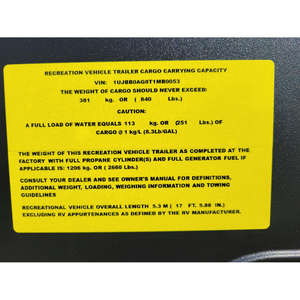 RECREATION VEHICLE TRAILER CARGO CARRYING CAPACITY
VIN: 1UJBB0AG5T1MB0053
THE WEIGHT OF CARGO SHOULD NEVER EXCEED:
381 kg. OR ( 840 Lbs.)
CAUTION:
A FULL LOAD OF WATER EQUALS 113 kg. OR (251 Lbs.) OF
CARGO @ 1 kg/L (8.3Lb/GAL)
THE WEIGHT OF THIS RECREATION VEHICLE TRAILER AS COMPLETED AT THE
FACTORY WITH FULL PROPANE CYLINDER(S) AND FULL GENERATOR FUEL IF
APPLICABLE IS: 1206 kg. OR ( 2660 Lbs.)
CONSULT YOUR DEALER AND SEE OWNER'S MANUAL FOR DEFINITIONS,
ADDITIONAL WEIGHT, LOADING, WEIGHING INFORMATION AND TOWING
GUIDELINES
RECREATIONAL VEHICLE OVERALL LENGTH 5.3 M ( 17 FT. 5.88 IN.)
EXCLUDING RV APPURTENANCES AS DEFINED BY THE RV MANUFACTURER.